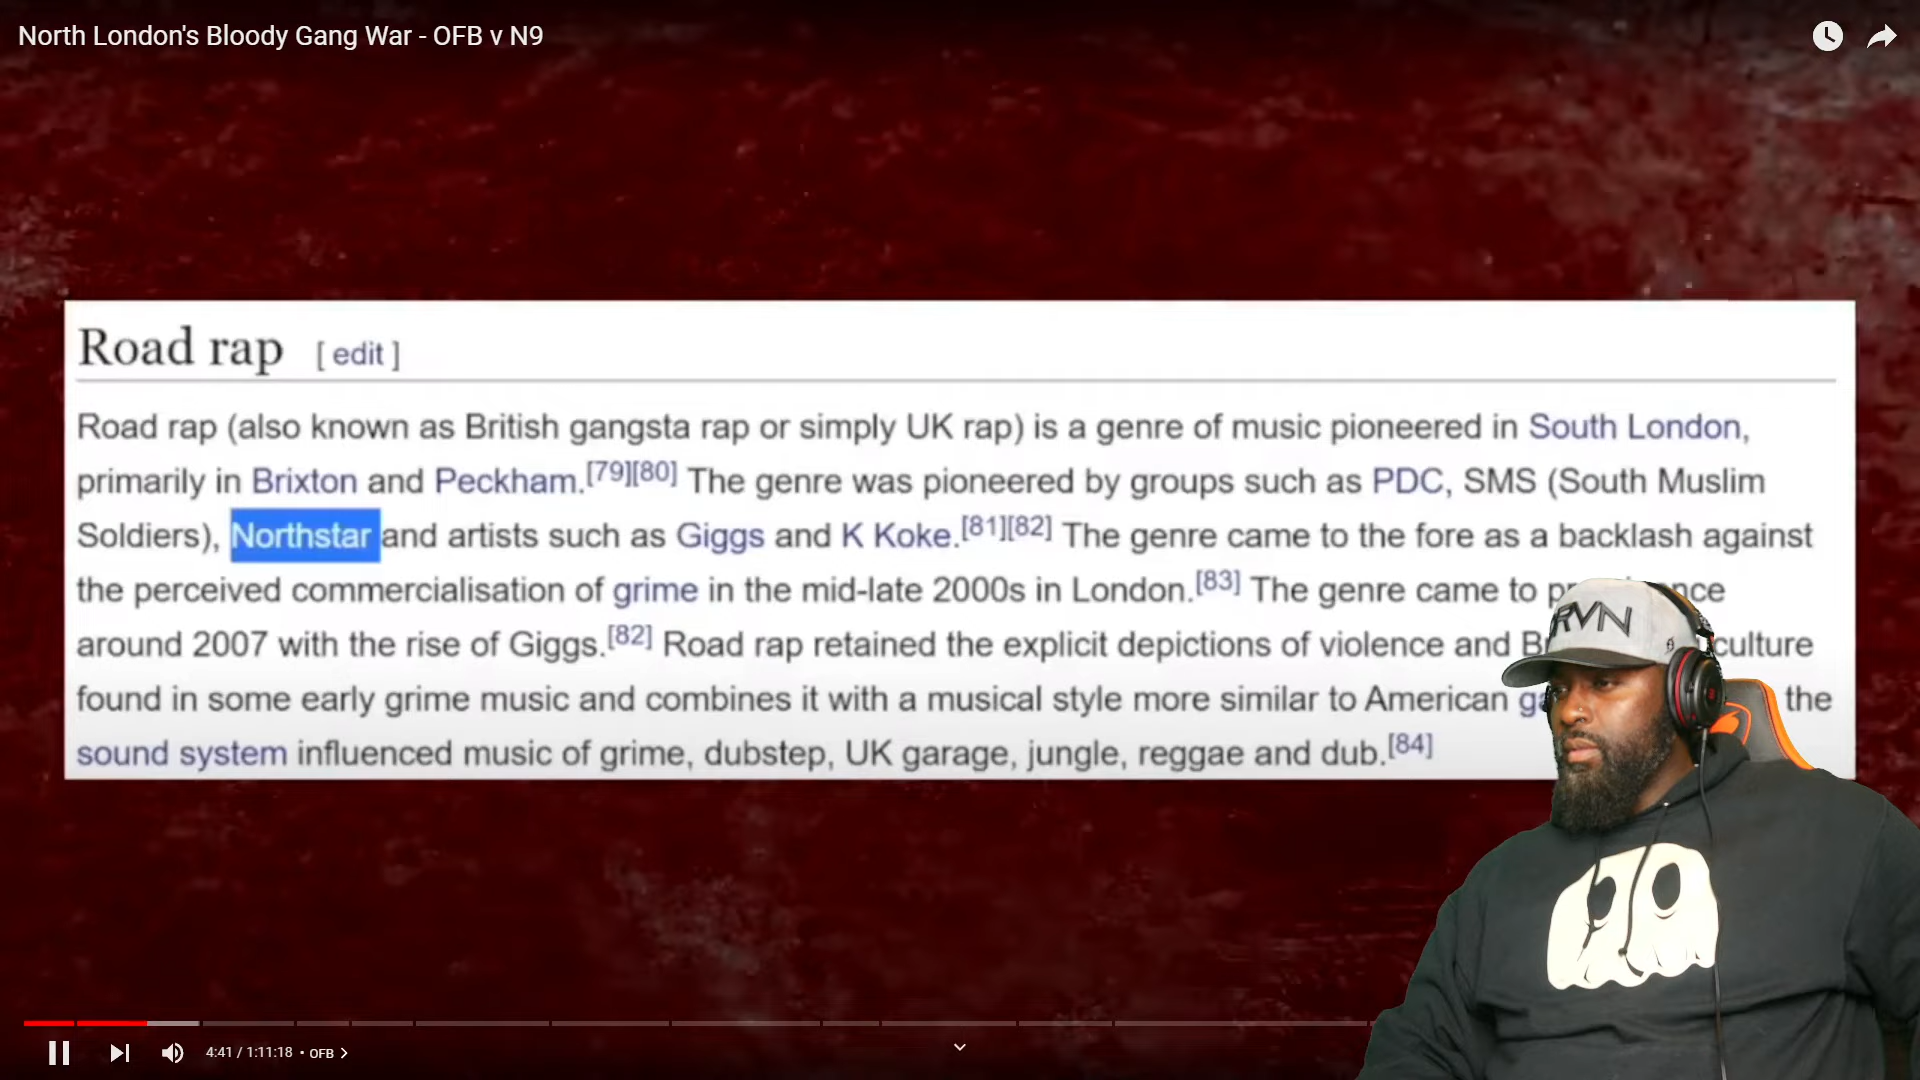 North London's Bloody Gang War - OFB v N9
Road rap [ edit ]
Road rap (also known as British gangsta rap or simply UK rap) is a genre of music pioneered in South London,
primarily in Brixton and Peckham.[79][80] The genre was pioneered by groups such as PDC, SMS (South Muslim
Soldiers), Northstar and artists such as Giggs and K Koke.[81][82] The genre came to the fore as a backlash against
the perceived commercialisation of grime in the mid-late 2000s in London.[83] The genre came to
around 2007 with the rise of Giggs.[82] Road rap retained the explicit depictions of violence and culture
found in some early grime music and combines it with a musical style more similar to American the
sound system influenced music of grime, dubstep, UK garage, jungle, reggae and dub.[84]
RVN
4:41 / 1:11:18 • OFB